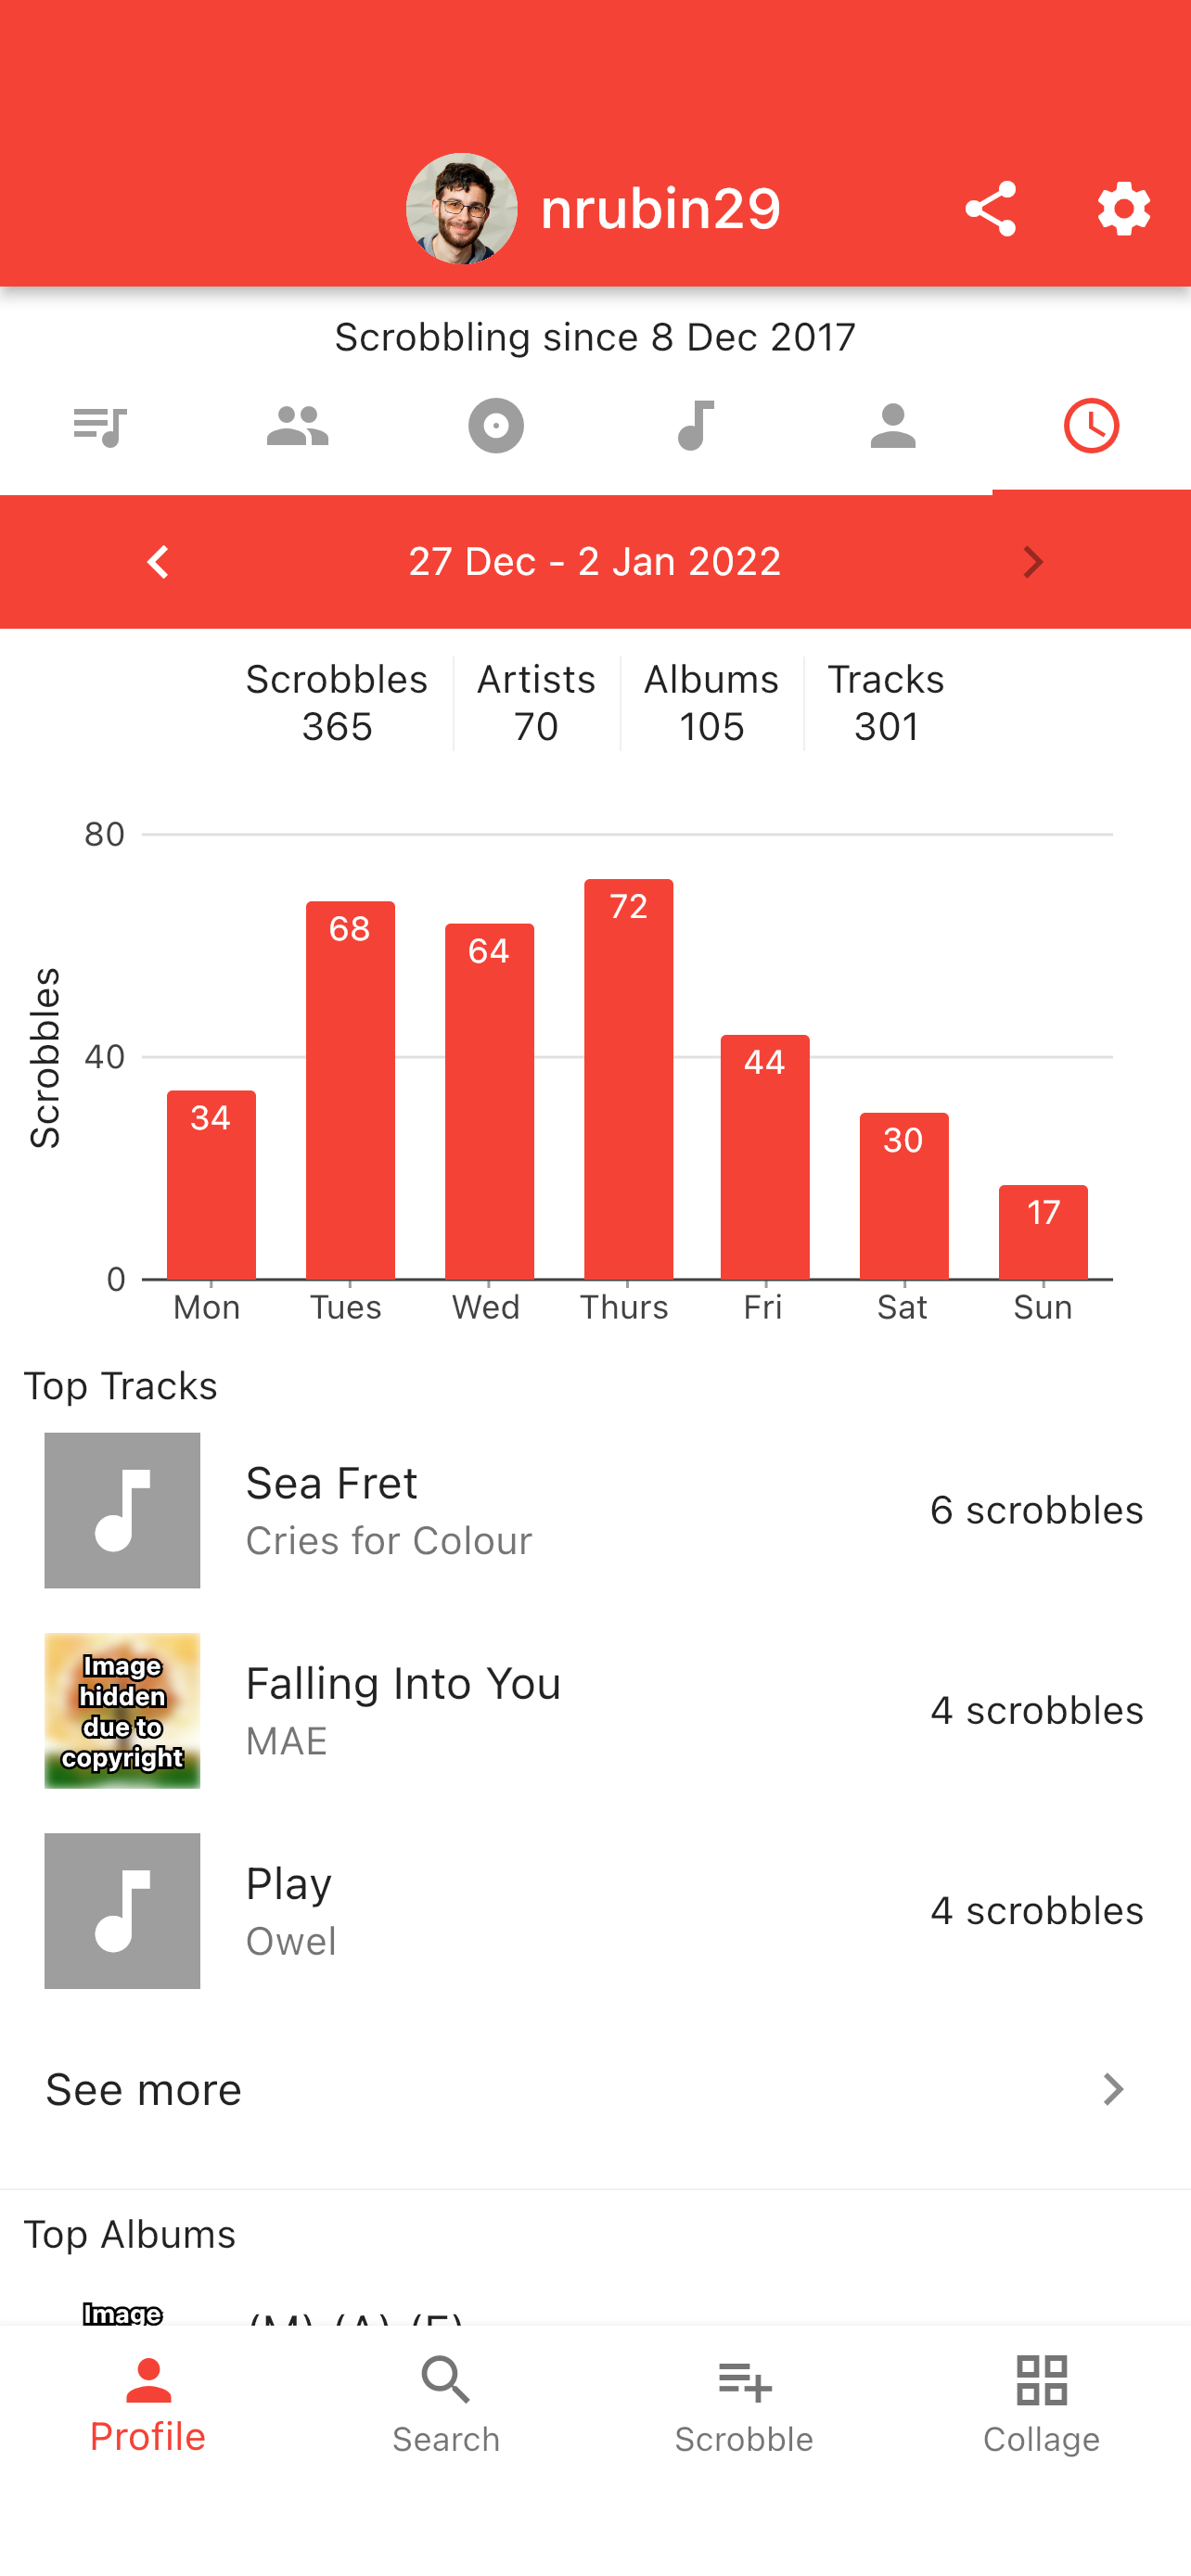 nrubin29
Scrobbling since 8 Dec 2017
27 Dec - 2 Jan 2022
Scrobbles Artists Albums Tracks
365 70 105 301
Scrobbles
80
40
0
34 68 64 72 44 30 17
Mon Tues Wed Thurs Fri Sat Sun
Top Tracks
Sea Fret
Cries for Colour
6 scrobbles
Image
hidden
due to
copyright
Falling Into You
MAE
4 scrobbles
Play
Owel
4 scrobbles
See more
Top Albums
Image
(M) (A) (E)
Profile Search Scrobble Collage